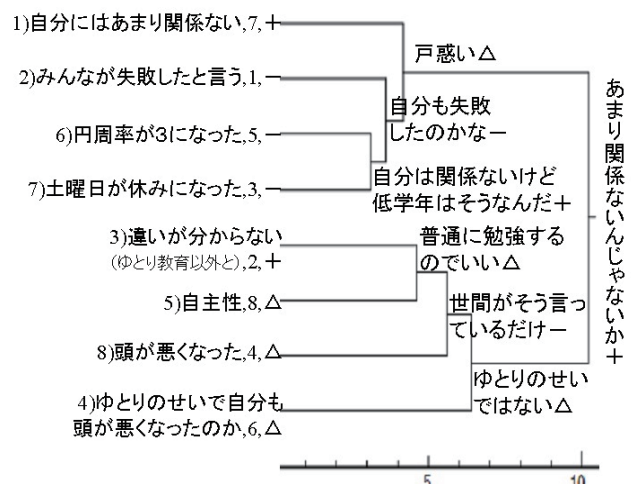 1)自分にはあまり関係ない,7,＋
戸惑い△
2)みんなが失敗したと言う,1,ー
自分も失敗
したのかなー
6)円周率が3になった,5,ー
自分は関係ないけど
低学年はそうなんだ＋
7)土曜日が休みになった,3,ー
3)違いが分からない
(ゆとり教育以外と),2,＋
普通に勉強する
のでいい△
5)自主性,8,△
世間がそう言っ
ているだけー
8)頭が悪くなった,4,△
ゆとりのせい
ではない△
4)ゆとりのせいで自分も
頭が悪くなったのか,6,△
あまり関係ないんじゃないか＋
5
10